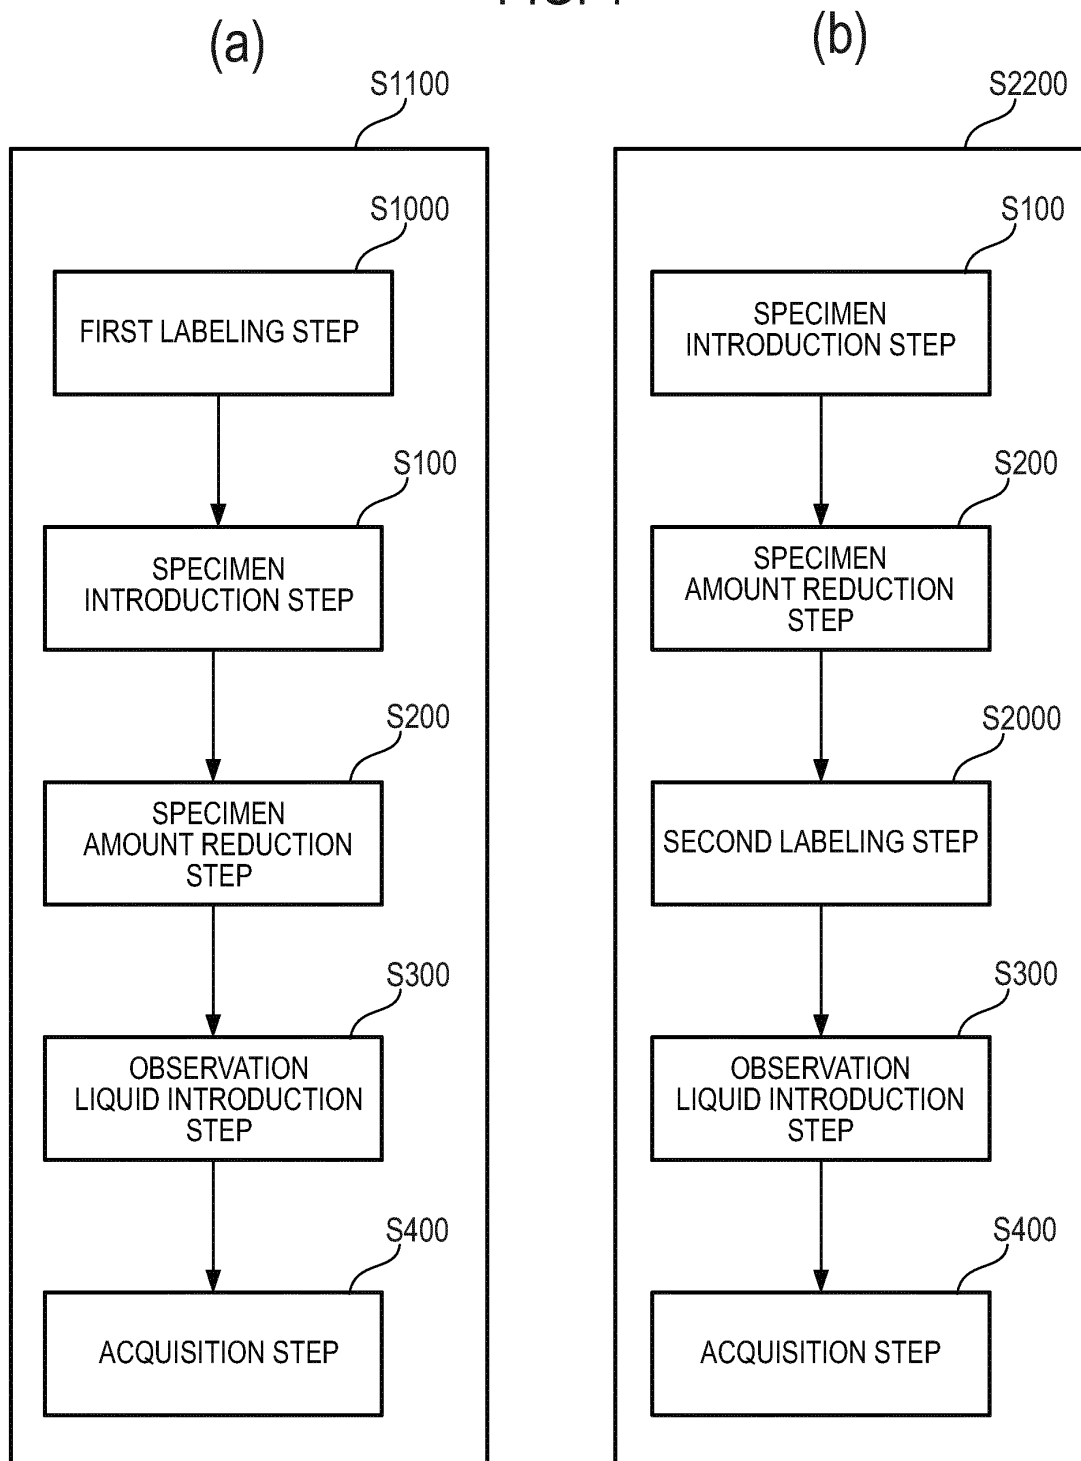 (a)
S1100
S1000
FIRST LABELING STEP
S100
SPECIMEN
INTRODUCTION STEP
S200
SPECIMEN
AMOUNT REDUCTION
STEP
S300
OBSERVATION
LIQUID INTRODUCTION
STEP
S400
ACQUISITION STEP
(b)
S2200
S100
SPECIMEN
INTRODUCTION STEP
S200
SPECIMEN
AMOUNT REDUCTION
STEP
S2000
SECOND LABELING STEP
S300
OBSERVATION
LIQUID INTRODUCTION
STEP
S400
ACQUISITION STEP